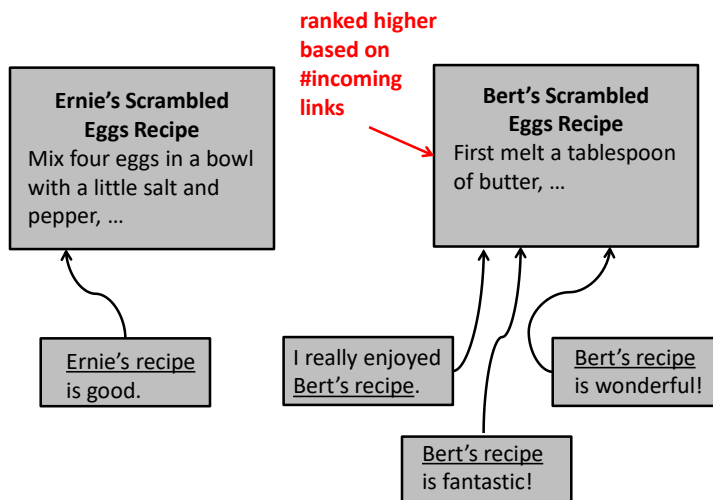 ranked higher
based on
#incoming
links
Ernie’s Scrambled
Eggs Recipe
Mix four eggs in a bowl
with a little salt and
pepper, …
Bert’s Scrambled
Eggs Recipe
First melt a tablespoon
of butter, …
Ernie’s recipe
is good.
I really enjoyed
Bert’s recipe.
Bert’s recipe
is wonderful!
Bert’s recipe
is fantastic!